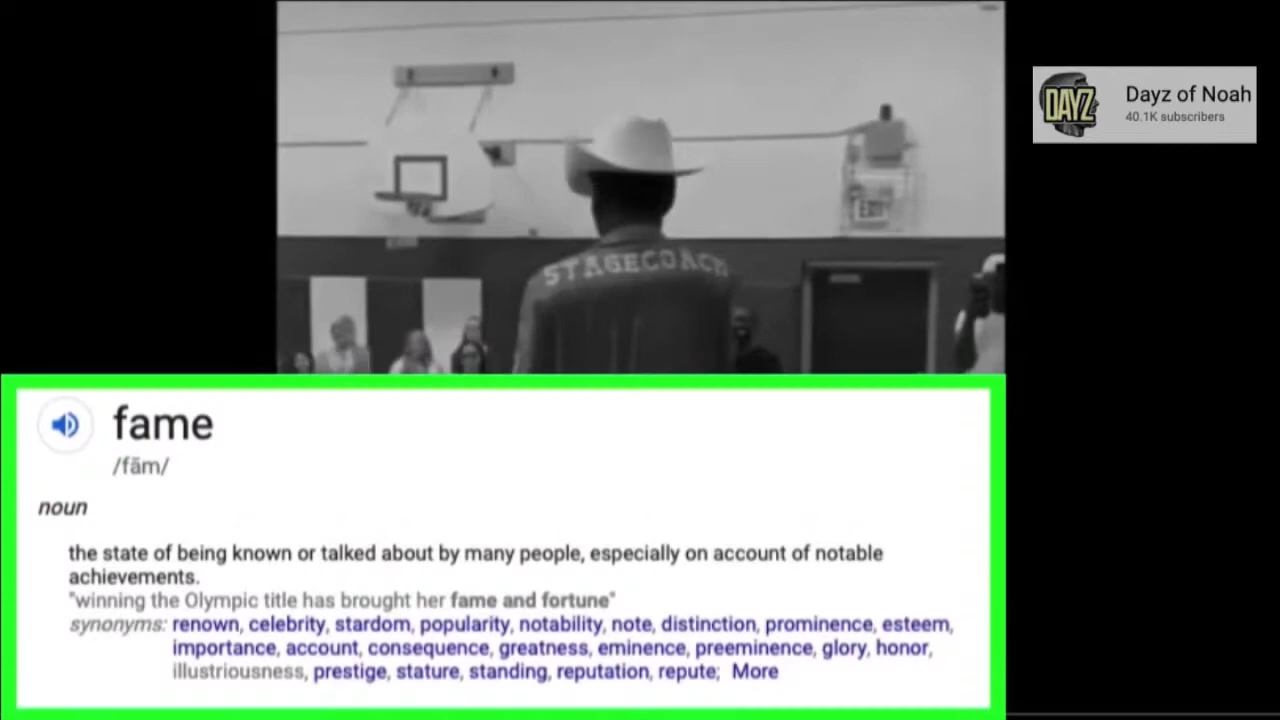 DAYZ
Dayz of Noah
40.1K subscribers
STAGECOACH
EXIT
fame
/fām/
noun
the state of being known or talked about by many people, especially on account of notable
achievements.
"winning the Olympic title has brought her fame and fortune"
synonyms: renown, celebrity, stardom, popularity, notability, note, distinction, prominence, esteem,
importance, account, consequence, greatness, eminence, preeminence, glory, honor,
illustriousness, prestige, stature, standing, reputation, repute; More